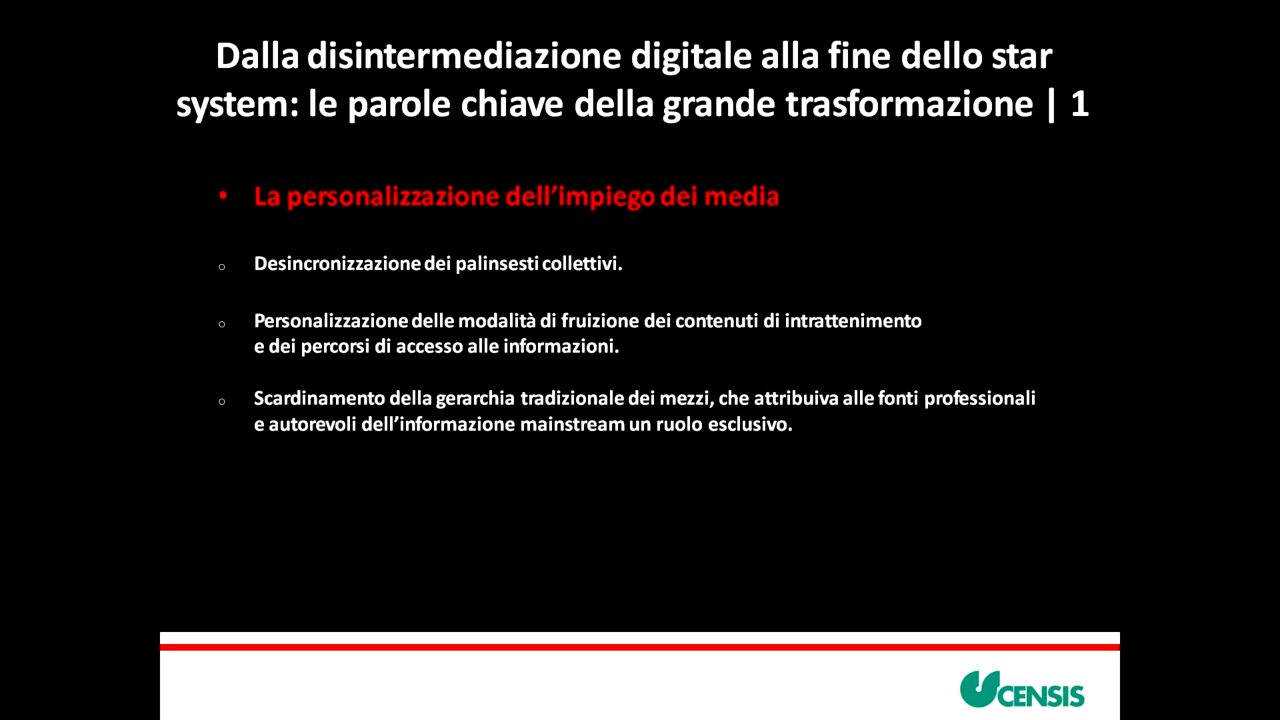 Dalla disintermediazione digitale alla fine dello star
system: le parole chiave della grande trasformazione | 1
• La personalizzazione dell’impiego dei media
o Desincronizzazione dei palinsesti collettivi.
o Personalizzazione delle modalità di fruizione dei contenuti di intrattenimento
e dei percorsi di accesso alle informazioni.
o Scardinamento della gerarchia tradizionale dei mezzi, che attribuiva alle fonti professionali
e autorevoli dell’informazione mainstream un ruolo esclusivo.
CENSIS